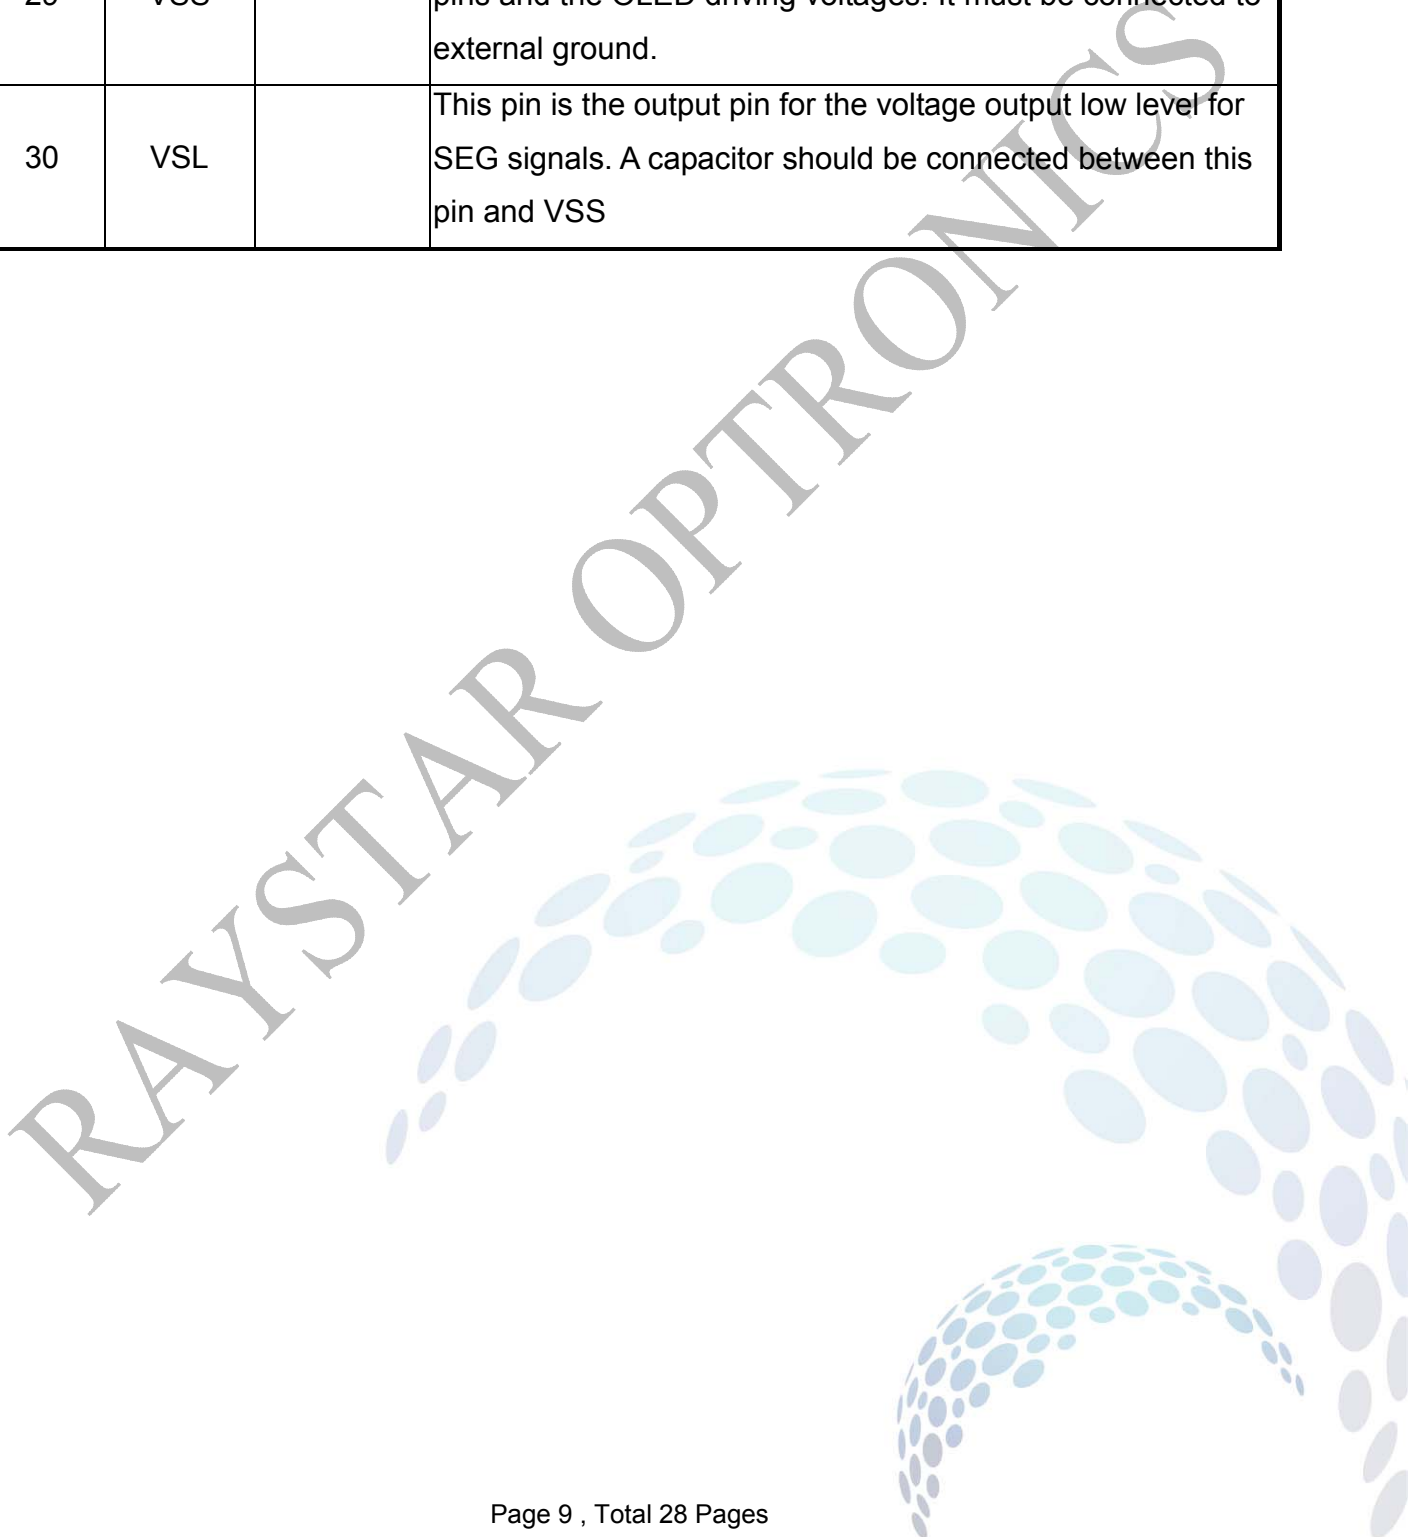 29 VSS pins and the OLED driving voltages. It must be connected to
external ground.
This pin is the output pin for the voltage output low level for
30 VSL SEG signals. A capacitor should be connected between this
pin and VSS
RAYSTAR OPTRONICS
Page 9 , Total 28 Pages